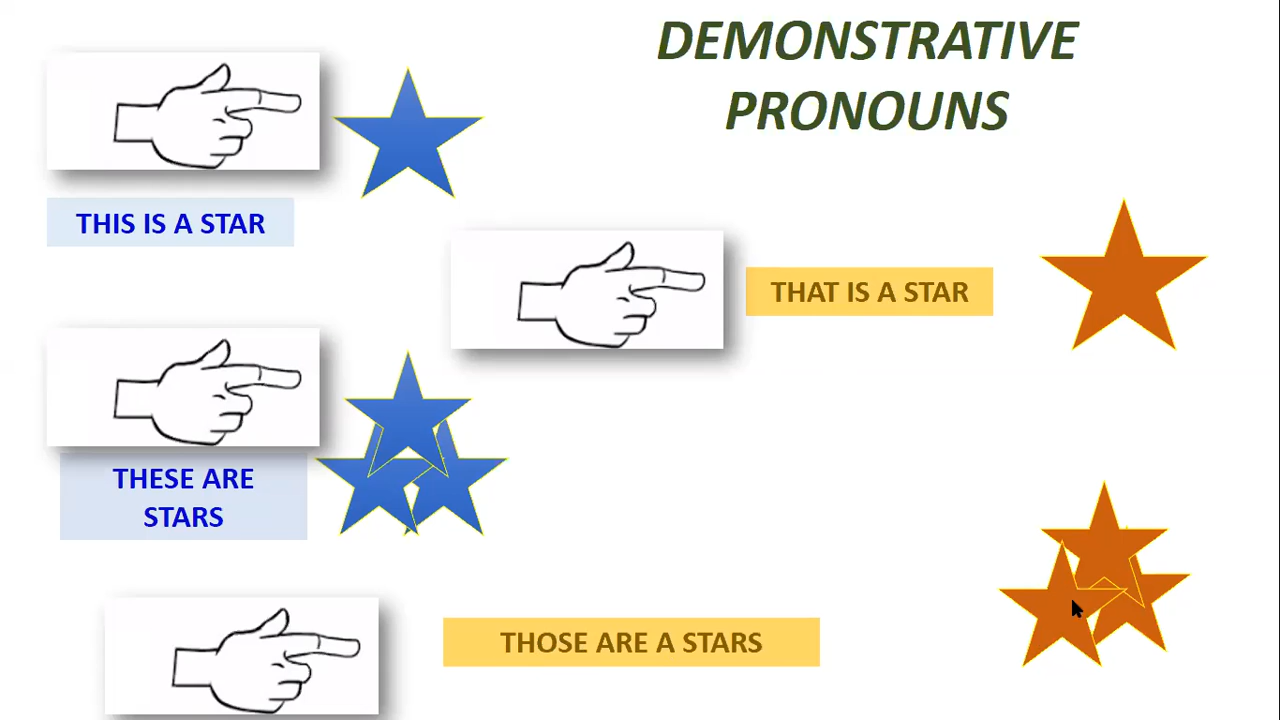 DEMONSTRATIVE
PRONOUNS
THIS IS A STAR
THAT IS A STAR
THESE ARE
STARS
THOSE ARE A STARS